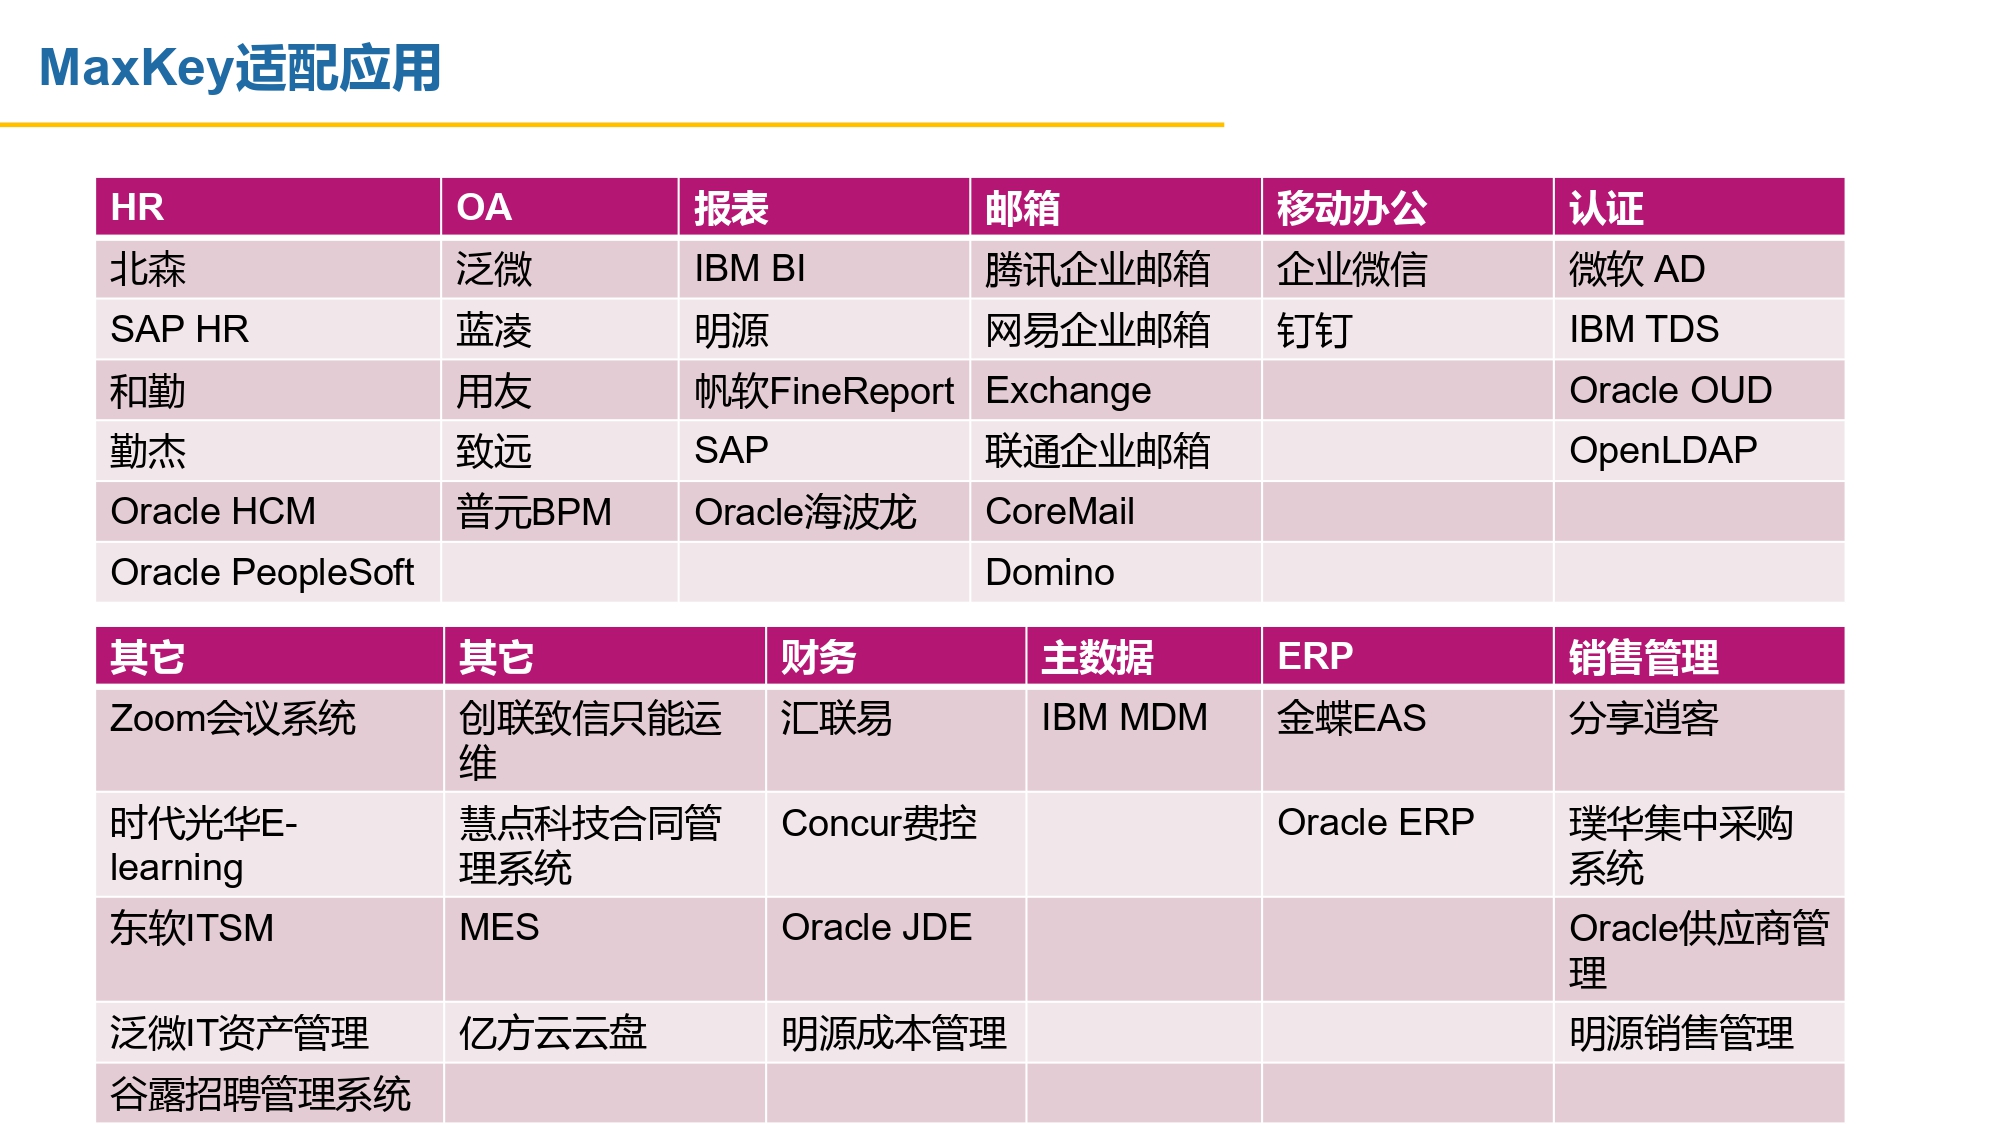 MaxKey适配应用
HR OA 报表 邮箱 移动办公 认证
北森 泛微 IBM BI 腾讯企业邮箱 企业微信 微软 AD
SAP HR 蓝凌 明源 网易企业邮箱 钉钉 IBM TDS
和勤 用友 帆软FineReport Exchange Oracle OUD
勤杰 致远 SAP 联通企业邮箱 OpenLDAP
Oracle HCM 普元BPM Oracle海波龙 CoreMail
Oracle PeopleSoft Domino
其它 其它 财务 主数据 ERP 销售管理
Zoom会议系统 创联致信只能运 汇联易 IBM MDM 金蝶EAS 分享逍客
维
时代光华E- 慧点科技合同管 Concur费控 Oracle ERP 璞华集中采购
learning 理系统 系统
东软ITSM MES Oracle JDE Oracle供应商管
理
泛微IT资产管理 亿方云云盘 明源成本管理 明源销售管理
谷露招聘管理系统